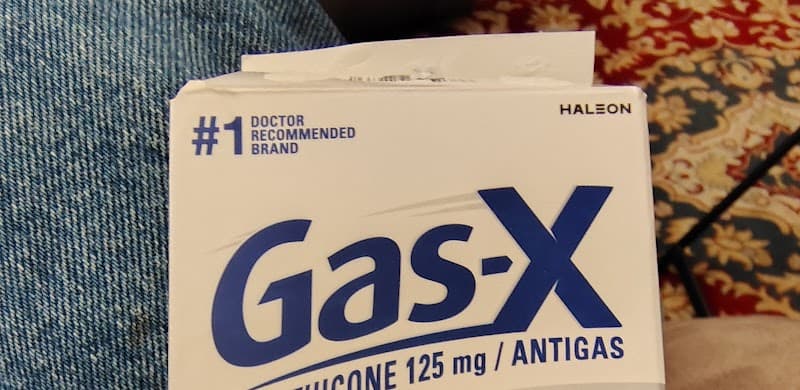 #1 DOCTOR
RECOMMENDED
BRAND
HALEON
Gas-X
125 mg / ANTIGAS